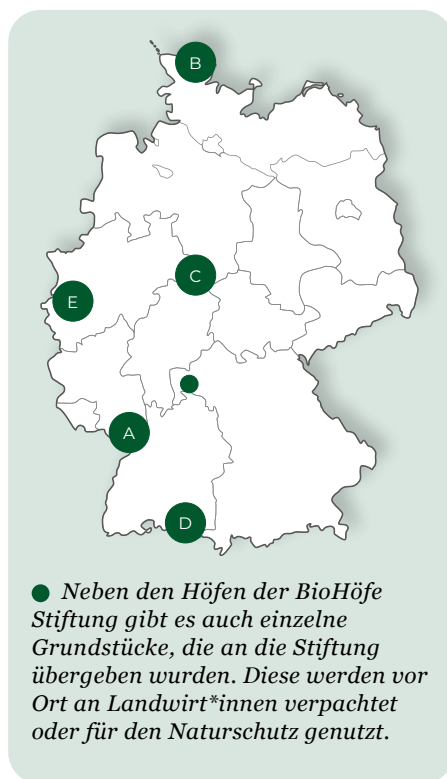 B
C
E
A
D
Neben den Höfen der BioHöfe
Stiftung gibt es auch einzelne
Grundstücke, die an die Stiftung
übergeben wurden. Diese werden vor
Ort an Landwirt*innen verpachtet
oder für den Naturschutz genutzt.